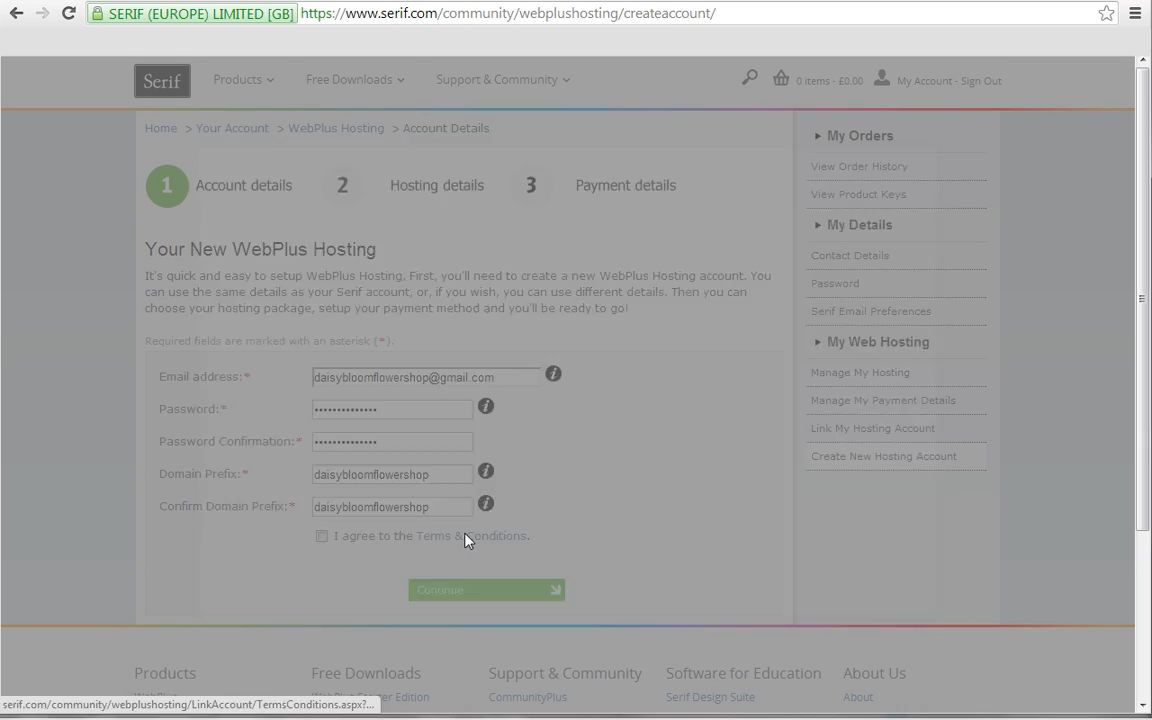 SERIF (EUROPE) LIMITED [GB] https://www.serif.com/community/webplushosting/createaccount/
Serif Products Free Downloads Support & Community 0 items - £0.00 My Account - Sign Out
Home > Your Account > WebPlus Hosting > Account Details
1 Account details 2 Hosting details 3 Payment details
Your New WebPlus Hosting
It's quick and easy to setup WebPlus Hosting. First, you'll need to create a new WebPlus Hosting account. You
can use the same details as your Serif account, or, if you wish, you can use different details. Then you can
choose your hosting package, setup your payment method and you'll be ready to go!
Required fields are marked with an asterisk (*).
Email address:* daisybloomflowershop@gmail.com
Password:* ••••••••••••••
Password Confirmation:* ••••••••••••••
Domain Prefix:* daisybloomflowershop
Confirm Domain Prefix:* daisybloomflowershop
I agree to the Terms & Conditions.
Continue...
My Orders
View Order History
View Product Keys
My Details
Contact Details
Password
Serif Email Preferences
My Web Hosting
Manage My Hosting
Manage My Payment Details
Link My Hosting Account
Create New Hosting Account
Products Free Downloads Support & Community Software for Education About Us
WebPlus WebPlus Starter Edition CommunityPlus Serif Design Suite About
serif.com/community/webplushosting/LinkAccount/TermsConditions.aspx?...